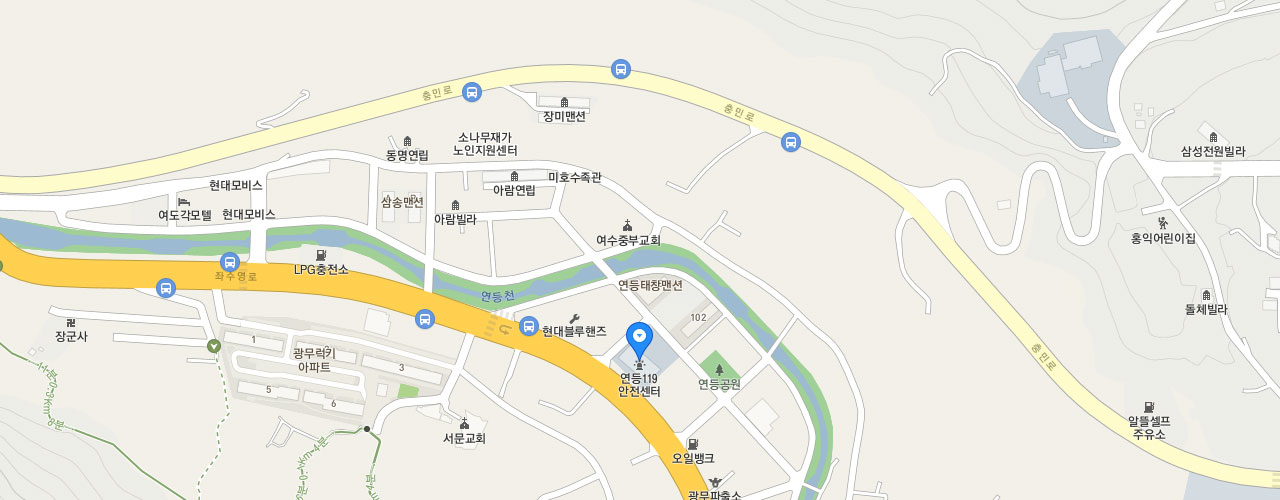 충민로
장미맨션
충민로
소나무재가
노인지원센터
동명연립
삼성전원빌라
현대모비스
아람연립
미호수족관
여도각모텔
현대모비스
삼송맨션
아람빌라
여수중부교회
홍익어린이집
LPG충전소
좌수영로
연등천
연등태창맨션
돌체빌라
장군사
현대블루핸즈
102
1
광무럭키
아파트
3
5
6
연등119
안전센터
연등공원
충민로
알뜰셀프
주유소
서문교회
오일뱅크
광무파출소